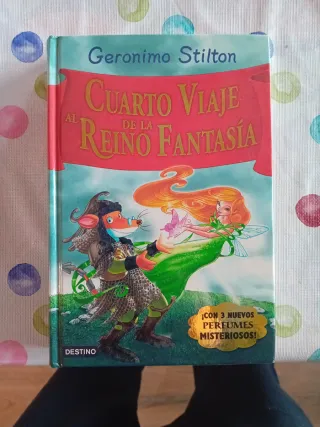 Geronimo Stilton
CUARTO VIAJE
AL DE LA
REINO FANTASÍA
¡CON 3 NUEVOS
PERFUMES
MISTERIOSOS!
DESTINO